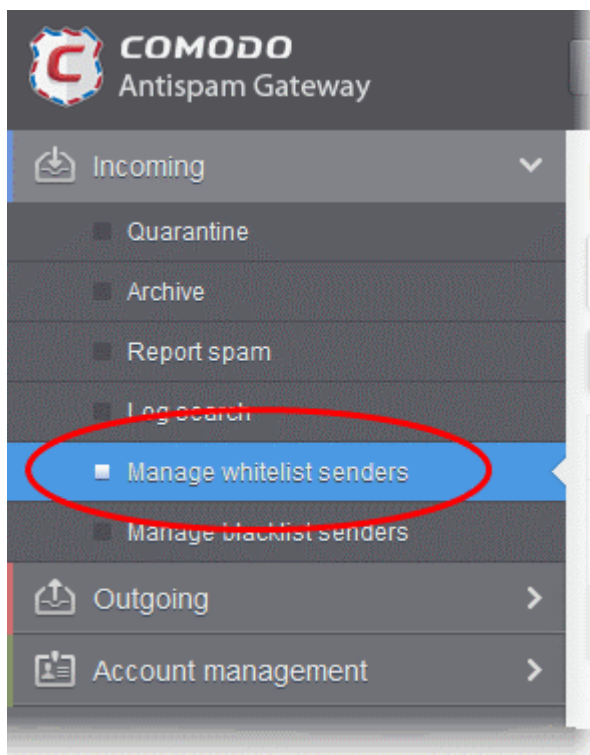 COMODO
Antispam Gateway
Incoming
Quarantine
Archive
Report spam
Log search
Manage whitelist senders
Manage blacklist senders
Outgoing
Account management